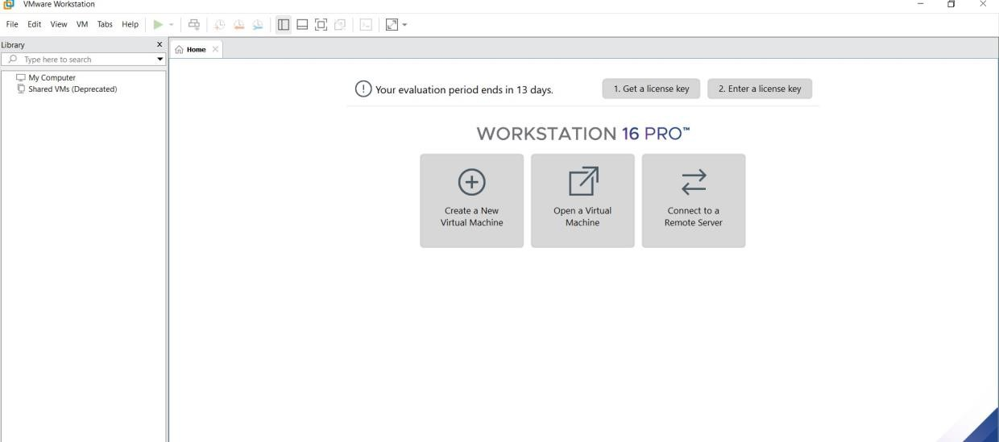 VMware Workstation
File Edit View VM Tabs Help
Library x
Type here to search
My Computer
Shared VMs (Deprecated)
Home
Your evaluation period ends in 13 days.
1. Get a license key
2. Enter a license key
WORKSTATION 16 PRO™
Create a New
Virtual Machine
Open a Virtual
Machine
Connect to a
Remote Server